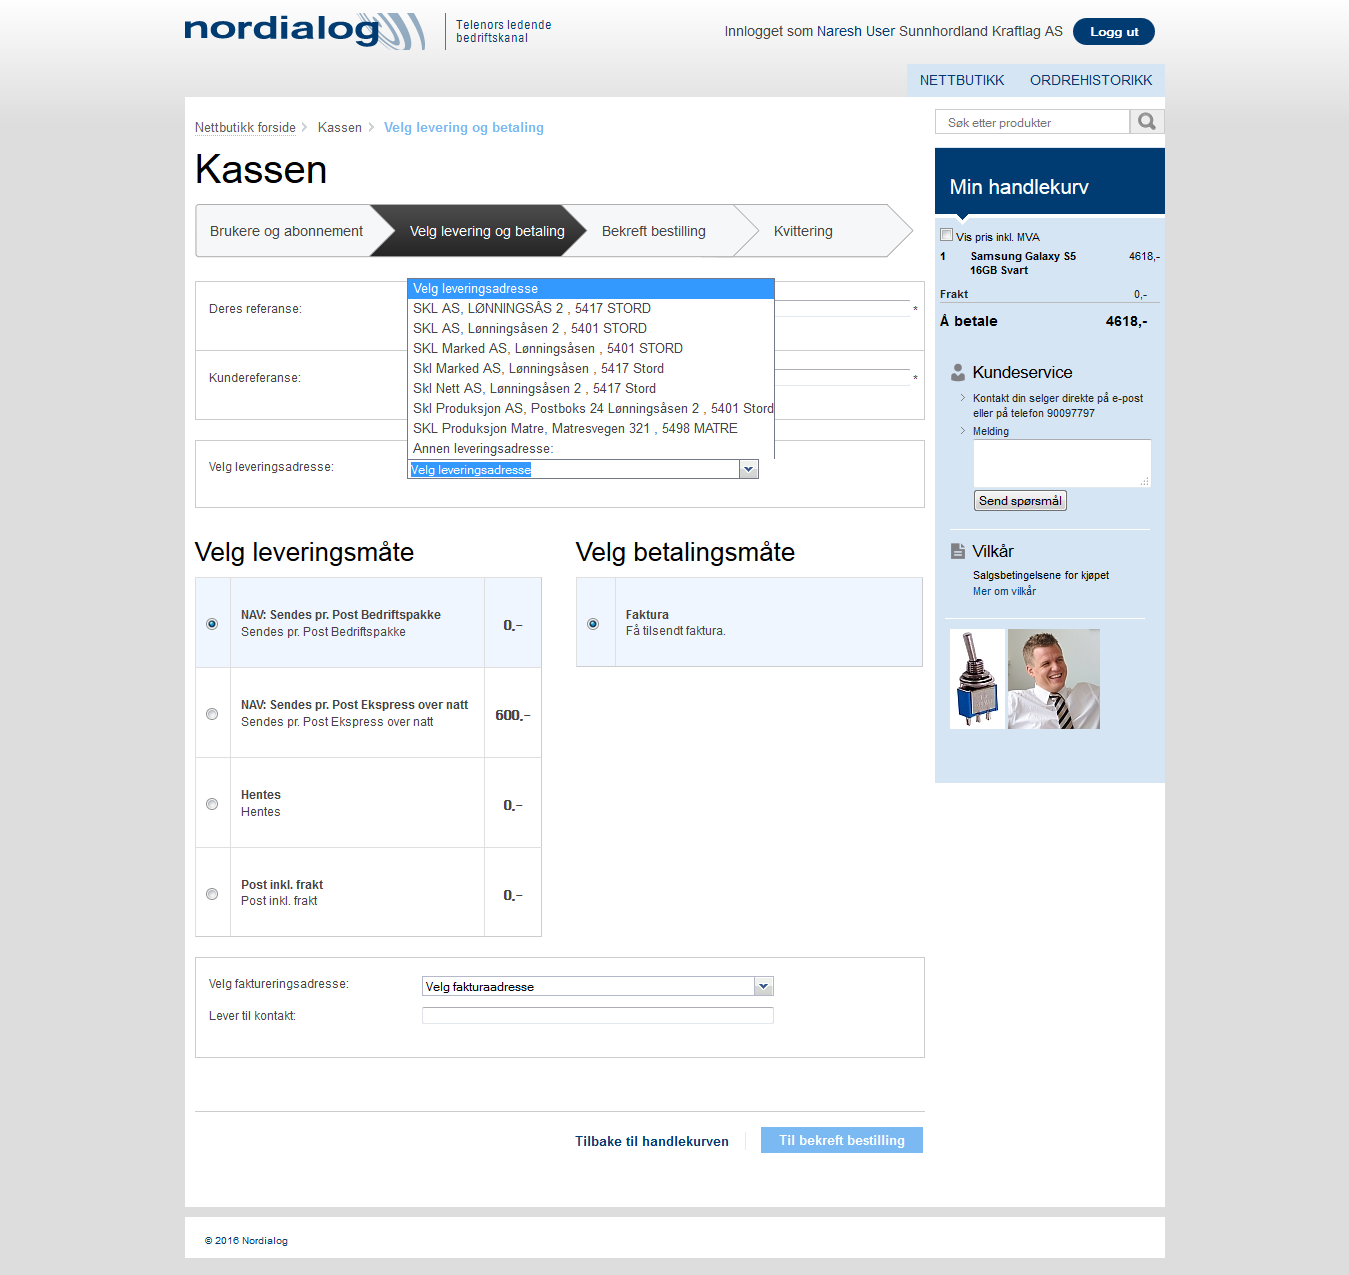 nordialog
Telenors ledende
bedriftskanal
Innlogget som Naresh User Sunnhordland Kraftlag AS
Logg ut
NETTBUTIKK
ORDREHISTORIKK
Nettbutikk forside
Kassen
Velg levering og betaling
Søk etter produkter
Kassen
Brukere og abonnement
Velg levering og betaling
Bekreft bestilling
Kvittering
Deres referanse:
*
Kundereferanse:
*
Velg leveringsadresse
SKL AS, LØNNINGSÅS 2 , 5417 STORD
SKL AS, Lønningsåsen 2 , 5401 STORD
SKL Marked AS, Lønningsåsen , 5401 STORD
Skl Marked AS, Lønningsåsen , 5417 Stord
Skl Nett AS, Lønningsåsen 2 , 5417 Stord
Skl Produksjon AS, Postboks 24 Lønningsåsen 2 , 5401 Stord
SKL Produksjon Matre, Matresvegen 321 , 5498 MATRE
Annen leveringsadresse:
Velg leveringsadresse:
Velg leveringsadresse
Velg leveringsmåte
NAV: Sendes pr. Post Bedriftspakke
Sendes pr. Post Bedriftspakke
0,-
NAV: Sendes pr. Post Ekspress over natt
Sendes pr. Post Ekspress over natt
600,-
Hentes
Hentes
0,-
Post inkl. frakt
Post inkl. frakt
0,-
Velg betalingsmåte
Faktura
Få tilsendt faktura.
Velg faktureringsadresse:
Velg fakturaadresse
Lever til kontakt:
Tilbake til handlekurven
Til bekreft bestilling
Min handlekurv
Vis pris inkl. MVA
1 Samsung Galaxy S5 4618,-
16GB Svart
Frakt 0,-
Å betale 4618,-
Kundeservice
Kontakt din selger direkte på e-post
eller på telefon 90097797
Melding
Send spørsmål
Vilkår
Salgsbetingelsene for kjøpet
Mer om vilkår
© 2016 Nordialog